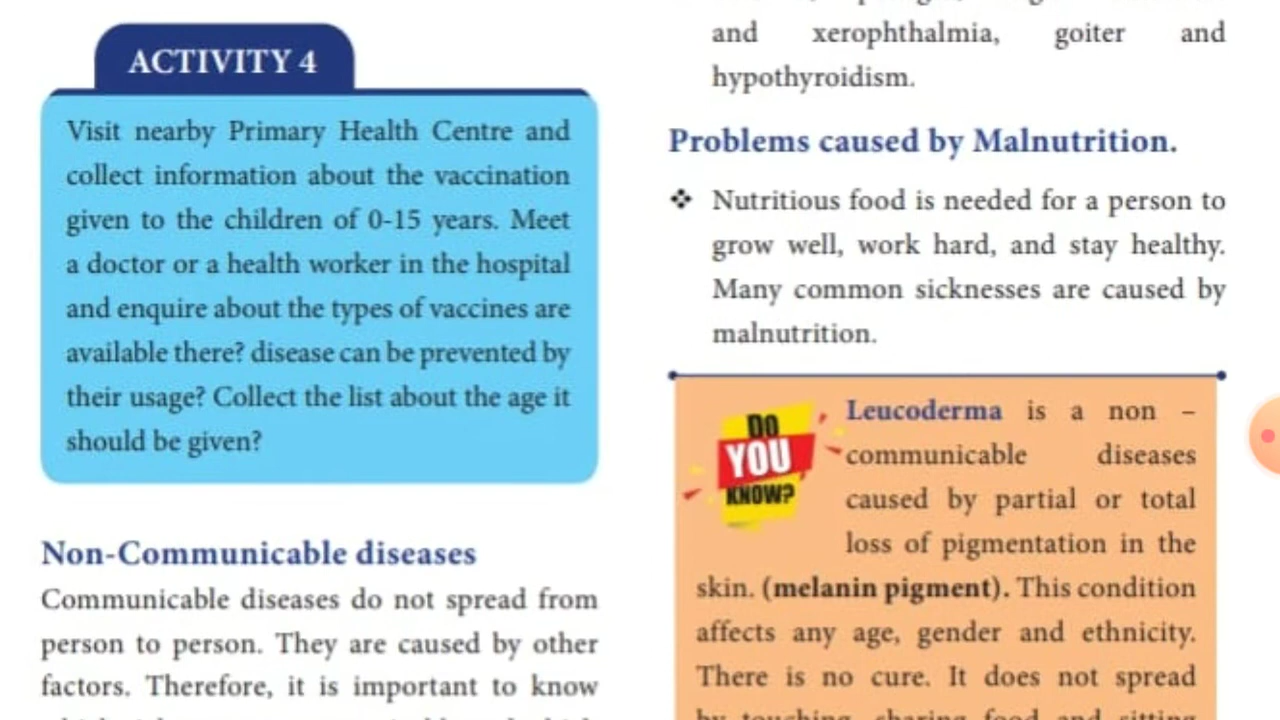 ACTIVITY 4
Visit nearby Primary Health Centre and
collect information about the vaccination
given to the children of 0-15 years. Meet
a doctor or a health worker in the hospital
and enquire about the types of vaccines are
available there? disease can be prevented by
their usage? Collect the list about the age it
should be given?
Non-Communicable diseases
Communicable diseases do not spread from
person to person. They are caused by other
factors. Therefore, it is important to know
and xerophthalmia, goiter and
hypothyroidism.
Problems caused by Malnutrition.
❖ Nutritious food is needed for a person to
grow well, work hard, and stay healthy.
Many common sicknesses are caused by
malnutrition.
DO
YOU
KNOW?
Leucoderma is a non –
communicable diseases
caused by partial or total
loss of pigmentation in the
skin. (melanin pigment). This condition
affects any age, gender and ethnicity.
There is no cure. It does not spread
by touching, sharing food and sitting